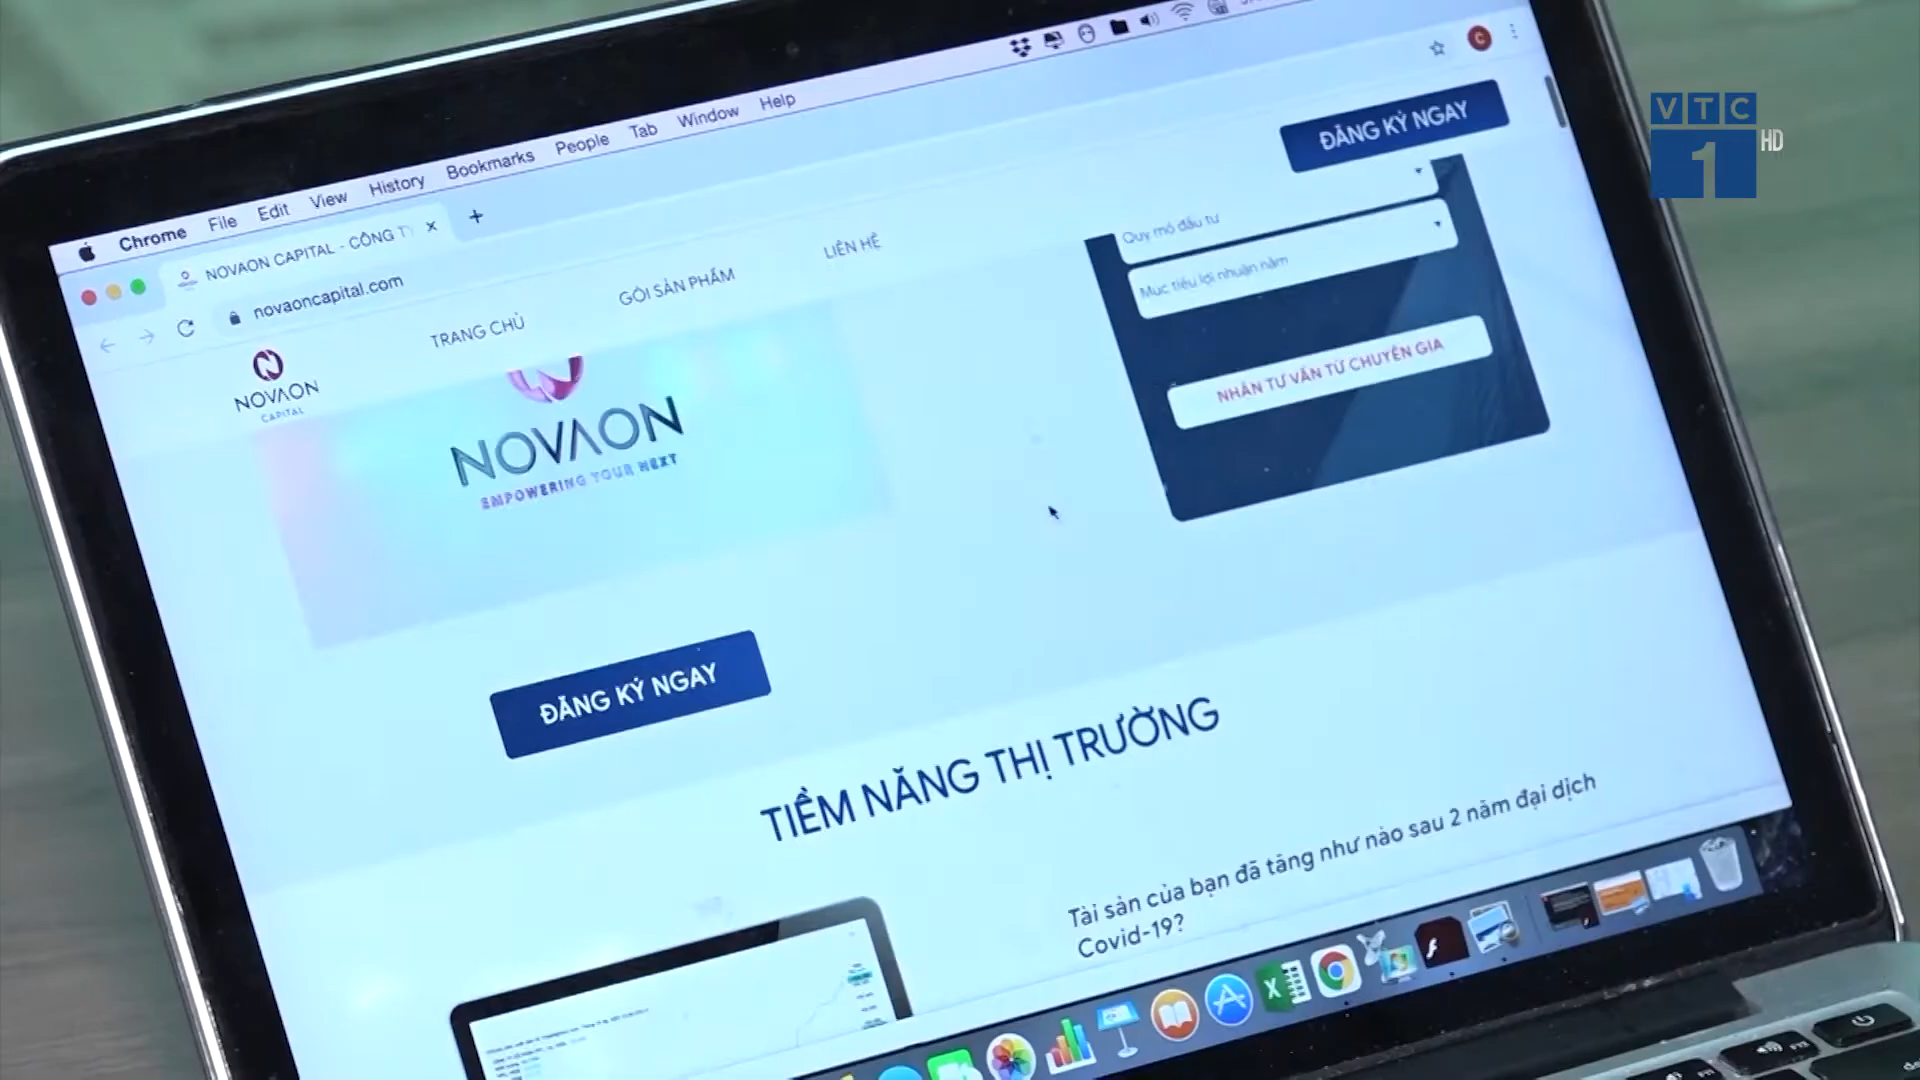 VTC
1 HD
Chrome File Edit View History Bookmarks People Tab Window Help
NOVAON CAPITAL - CÔNG T
novaoncapital.com
NOVAON
CAPITAL
TRANG CHỦ
GÓI SẢN PHẨM
LIÊN HỆ
ĐĂNG KÝ NGAY
Quy mô đầu tư
Mục tiêu lợi nhuận năm
NHẬN TƯ VẤN TỪ CHUYÊN GIA
NOVAON
EMPOWERING YOUR NEXT
ĐĂNG KÝ NGAY
TIỀM NĂNG THỊ TRƯỜNG
Tài sản của bạn đã tăng như nào sau 2 năm đại dịch
Covid-19?